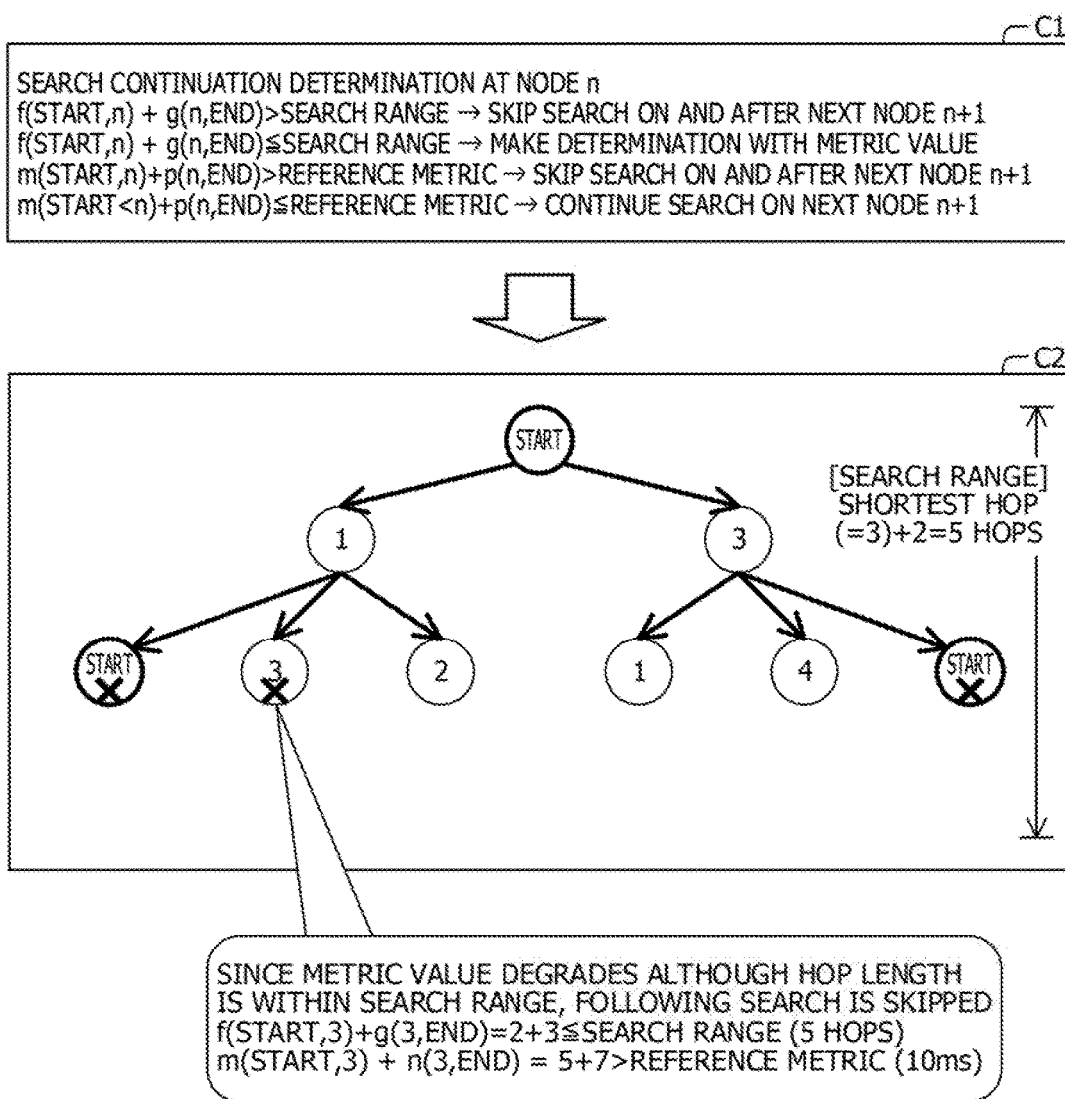 C1
SEARCH CONTINUATION DETERMINATION AT NODE n
f(START,n) + g(n,END)>SEARCH RANGE → SKIP SEARCH ON AND AFTER NEXT NODE n+1
f(START,n) + g(n,END)≦SEARCH RANGE → MAKE DETERMINATION WITH METRIC VALUE
m(START,n)+p(n,END)>REFERENCE METRIC → SKIP SEARCH ON AND AFTER NEXT NODE n+1
m(START<n)+p(n,END)≦REFERENCE METRIC → CONTINUE SEARCH ON NEXT NODE n+1
C2
START
[SEARCH RANGE]
SHORTEST HOP
(=3)+2=5 HOPS
1
3
START
3
2
1
4
START
SINCE METRIC VALUE DEGRADES ALTHOUGH HOP LENGTH
IS WITHIN SEARCH RANGE, FOLLOWING SEARCH IS SKIPPED
f(START,3)+g(3,END)=2+3≦SEARCH RANGE (5 HOPS)
m(START,3) + n(3,END) = 5+7>REFERENCE METRIC (10ms)